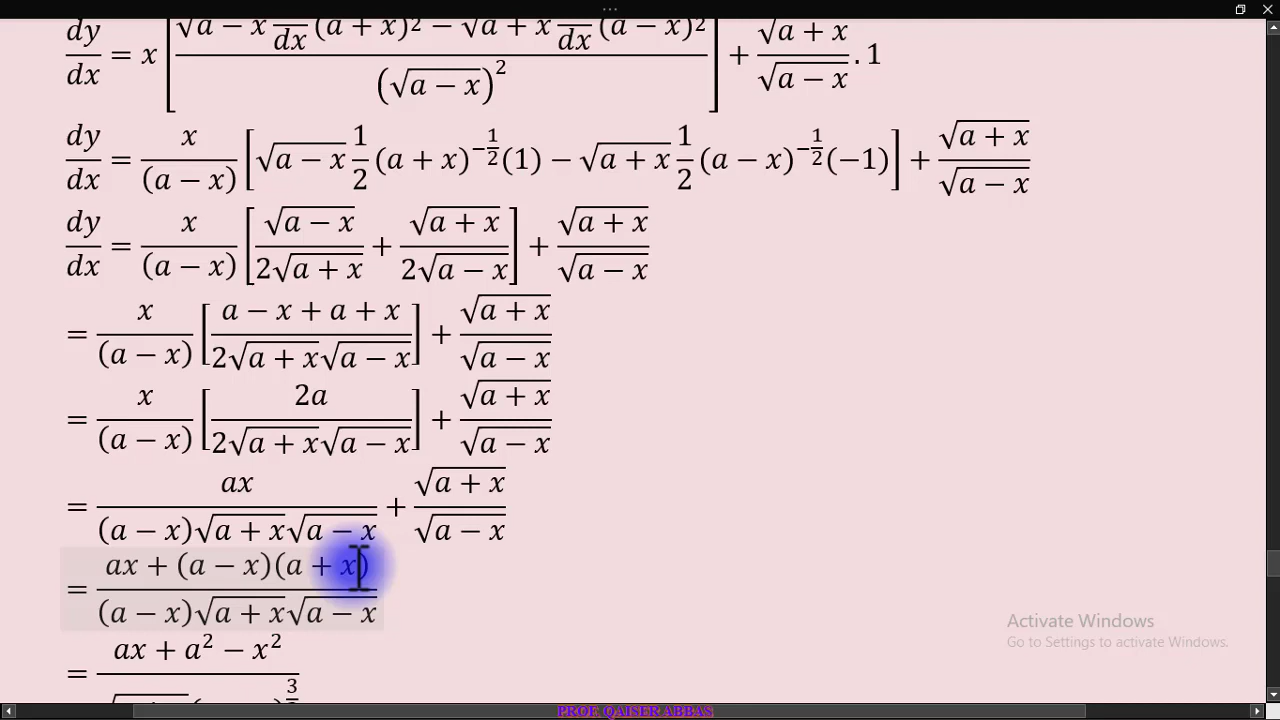 dy/dx = x [ (√(a − x) d/dx (a + x)^2 − √(a + x) d/dx (a − x)^2) / (√(a − x))^2 ] + √(a + x)/√(a − x) . 1
dy/dx = x/(a − x) [ √(a − x) 1/2 (a + x)^(−1/2) (1) − √(a + x) 1/2 (a − x)^(−1/2) (−1) ] + √(a + x)/√(a − x)
dy/dx = x/(a − x) [ √(a − x)/(2√(a + x)) + √(a + x)/(2√(a − x)) ] + √(a + x)/√(a − x)
= x/(a − x) [ (a − x + a + x)/(2√(a + x)√(a − x)) ] + √(a + x)/√(a − x)
= x/(a − x) [ 2a/(2√(a + x)√(a − x)) ] + √(a + x)/√(a − x)
= ax/((a − x)√(a + x)√(a − x)) + √(a + x)/√(a − x)
= (ax + (a − x)(a + x))/((a − x)√(a + x)√(a − x))
= ax + a² − x²
Activate Windows
Go to Settings to activate Windows.
PROF QAISER ABBAS